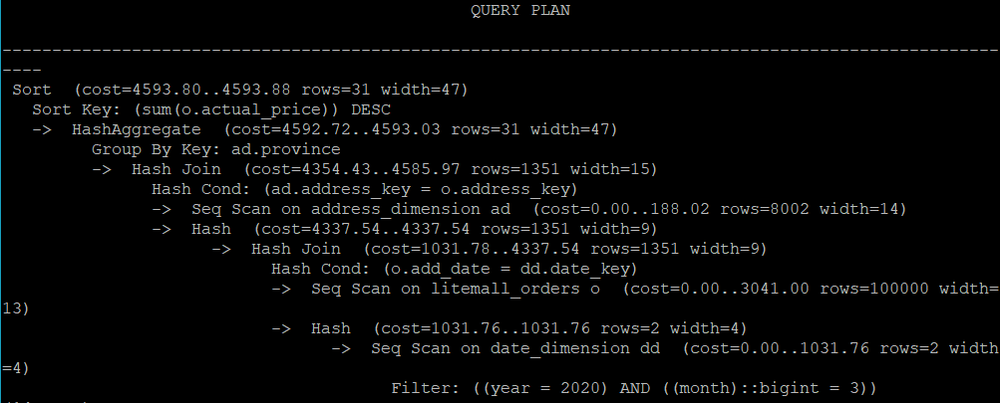 QUERY PLAN
----------------------------------------------------------------------------------------------------
----
Sort  (cost=4593.80..4593.88 rows=31 width=47)
Sort Key: (sum(o.actual_price)) DESC
->  HashAggregate  (cost=4592.72..4593.03 rows=31 width=47)
Group By Key: ad.province
->  Hash Join  (cost=4354.43..4585.97 rows=1351 width=15)
Hash Cond: (ad.address_key = o.address_key)
->  Seq Scan on address_dimension ad  (cost=0.00..188.02 rows=8002 width=14)
->  Hash  (cost=4337.54..4337.54 rows=1351 width=9)
->  Hash Join  (cost=1031.78..4337.54 rows=1351 width=9)
Hash Cond: (o.add_date = dd.date_key)
->  Seq Scan on litemall_orders o  (cost=0.00..3041.00 rows=100000 width=
13)
->  Hash  (cost=1031.76..1031.76 rows=2 width=4)
->  Seq Scan on date_dimension dd  (cost=0.00..1031.76 rows=2 width
=4)
Filter: ((year = 2020) AND ((month)::bigint = 3))